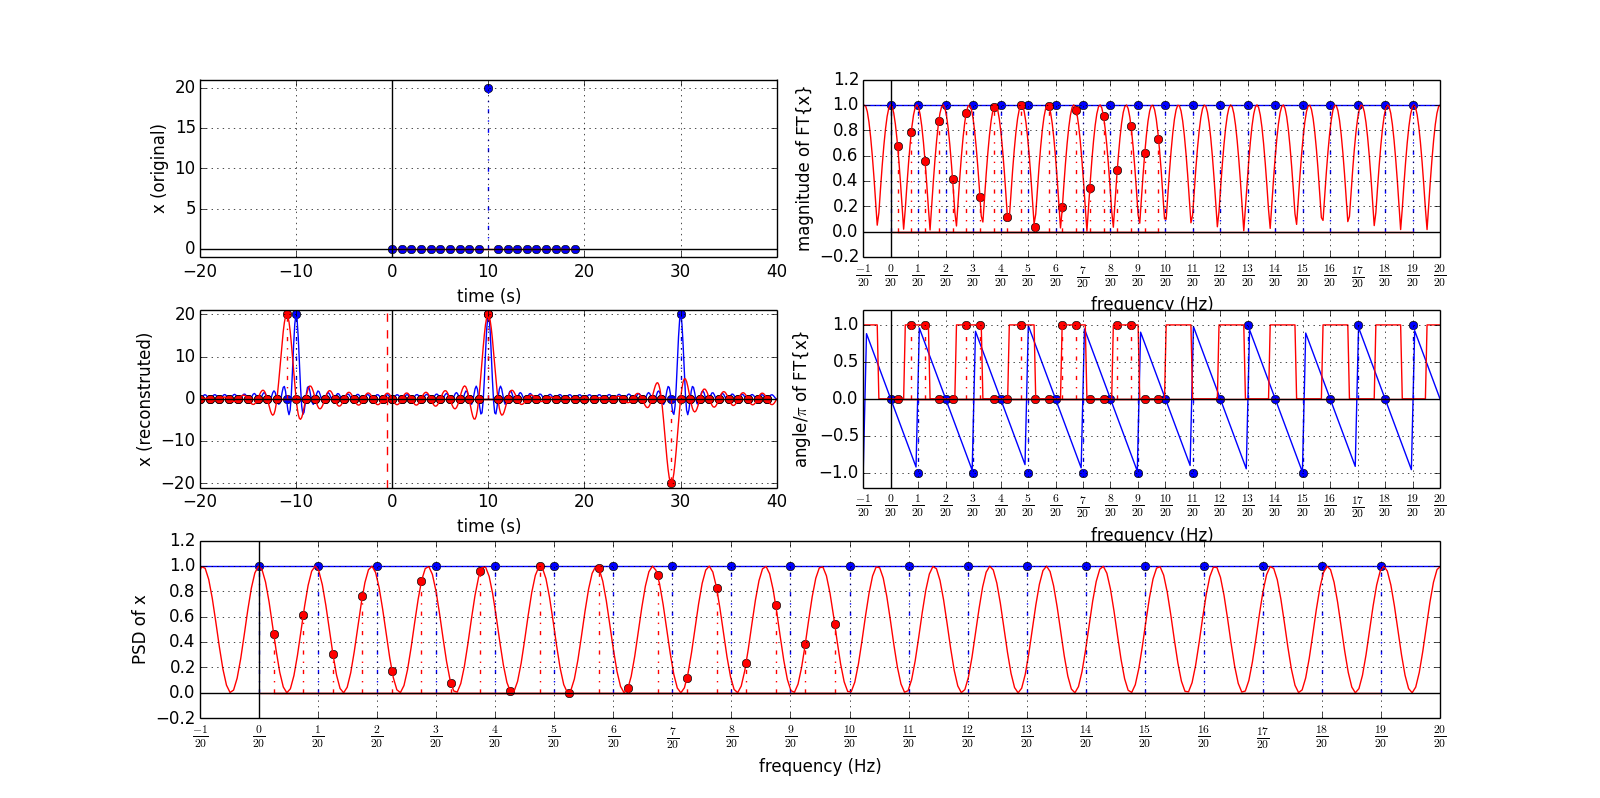 x (original)
20
15
10
5
0
−20 −10 0 10 20 30 40
time (s)
magnitude of FT{x}
1.2
1.0
0.8
0.6
0.4
0.2
0.0
−0.2
−1/20 0/20 1/20 2/20 3/20 4/20 5/20 6/20 7/20 8/20 9/20 10/20 11/20 12/20 13/20 14/20 15/20 16/20 17/20 18/20 19/20 20/20
frequency (Hz)
x (reconstruted)
20
10
0
−10
−20
−20 −10 0 10 20 30 40
time (s)
angle/π of FT{x}
1.0
0.5
0.0
−0.5
−1.0
−1/20 0/20 1/20 2/20 3/20 4/20 5/20 6/20 7/20 8/20 9/20 10/20 11/20 12/20 13/20 14/20 15/20 16/20 17/20 18/20 19/20 20/20
frequency (Hz)
PSD of x
1.2
1.0
0.8
0.6
0.4
0.2
0.0
−0.2
−1/20 0/20 1/20 2/20 3/20 4/20 5/20 6/20 7/20 8/20 9/20 10/20 11/20 12/20 13/20 14/20 15/20 16/20 17/20 18/20 19/20 20/20
frequency (Hz)